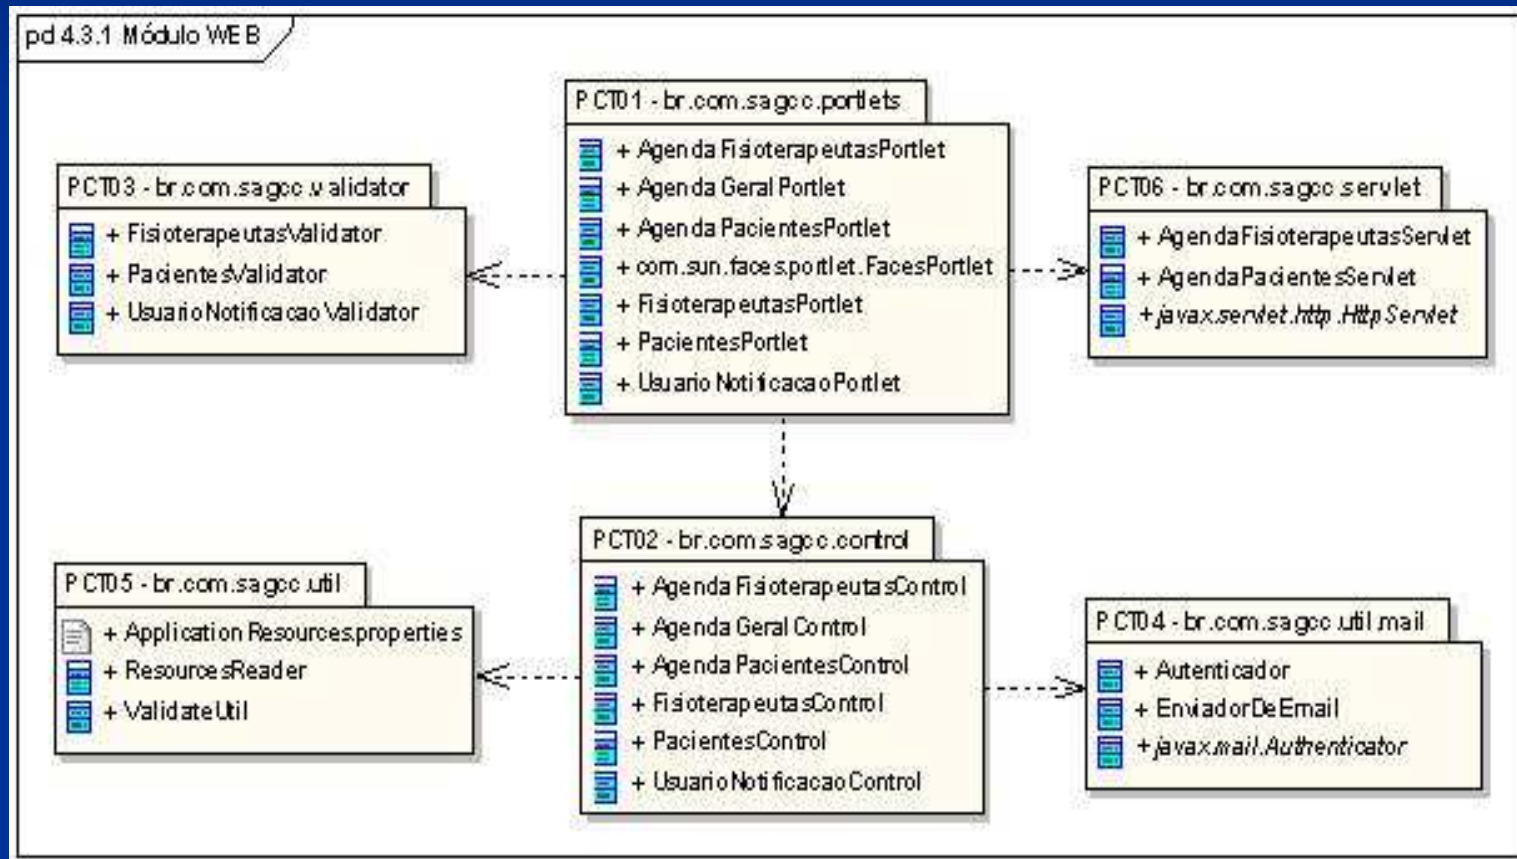 pd 4.3.1 Módulo WEB
PCT01 - br.com.sagcc.portlets
+ AgendaFisioterapeutasPortlet
+ AgendaGeralPortlet
+ AgendaPacientesPortlet
+ com.sun.faces.portlet.FacesPortlet
+ FisioterapeutasPortlet
+ PacientesPortlet
+ UsuarioNotificacaoPortlet
PCT03 - br.com.sagcc.validator
+ FisioterapeutasValidator
+ PacientesValidator
+ UsuarioNotificacaoValidator
PCT06 - br.com.sagcc.servlet
+ AgendaFisioterapeutasServlet
+ AgendaPacientesServlet
+ javax.servlet.http.HttpServlet
PCT02 - br.com.sagcc.control
+ AgendaFisioterapeutasControl
+ AgendaGeralControl
+ AgendaPacientesControl
+ FisioterapeutasControl
+ PacientesControl
+ UsuarioNotificacaoControl
PCT05 - br.com.sagcc.util
+ ApplicationResources.properties
+ ResourcesReader
+ ValidateUtil
PCT04 - br.com.sagcc.util.mail
+ Autenticador
+ EnviadorDeEmail
+ javax.mail.Authenticator